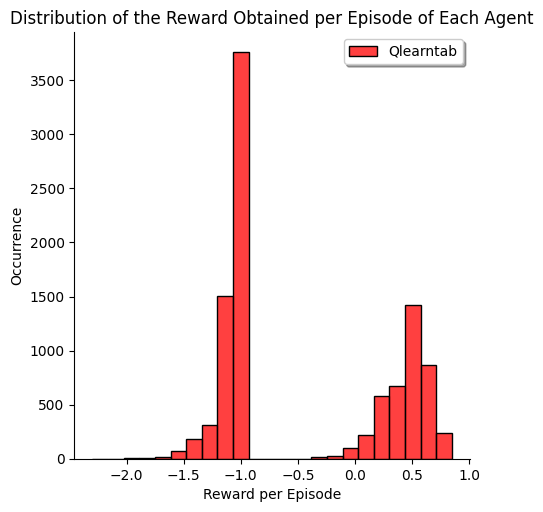 Distribution of the Reward Obtained per Episode of Each Agent
Qlearntab
3500
3000
2500
2000
1500
1000
500
0
Occurrence
−2.0 −1.5 −1.0 −0.5 0.0 0.5 1.0
Reward per Episode